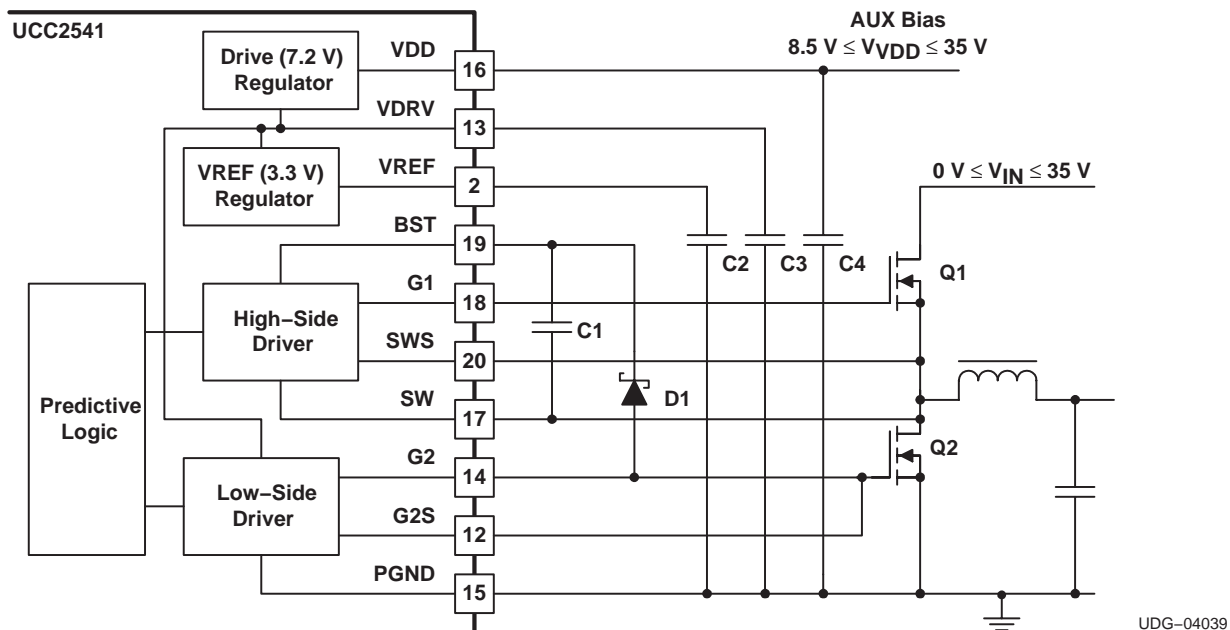 UCC2541
Drive (7.2 V)
Regulator
VDD
16
AUX Bias
8.5 V ≤ VVDD ≤ 35 V
VDRV
13
VREF (3.3 V)
Regulator
VREF
2
0 V ≤ VIN ≤ 35 V
BST
19
C2
C3
C4
Q1
G1
18
High−Side
Driver
C1
SWS
20
Predictive
Logic
SW
17
D1
G2
14
Q2
Low−Side
Driver
G2S
12
PGND
15
UDG−04039